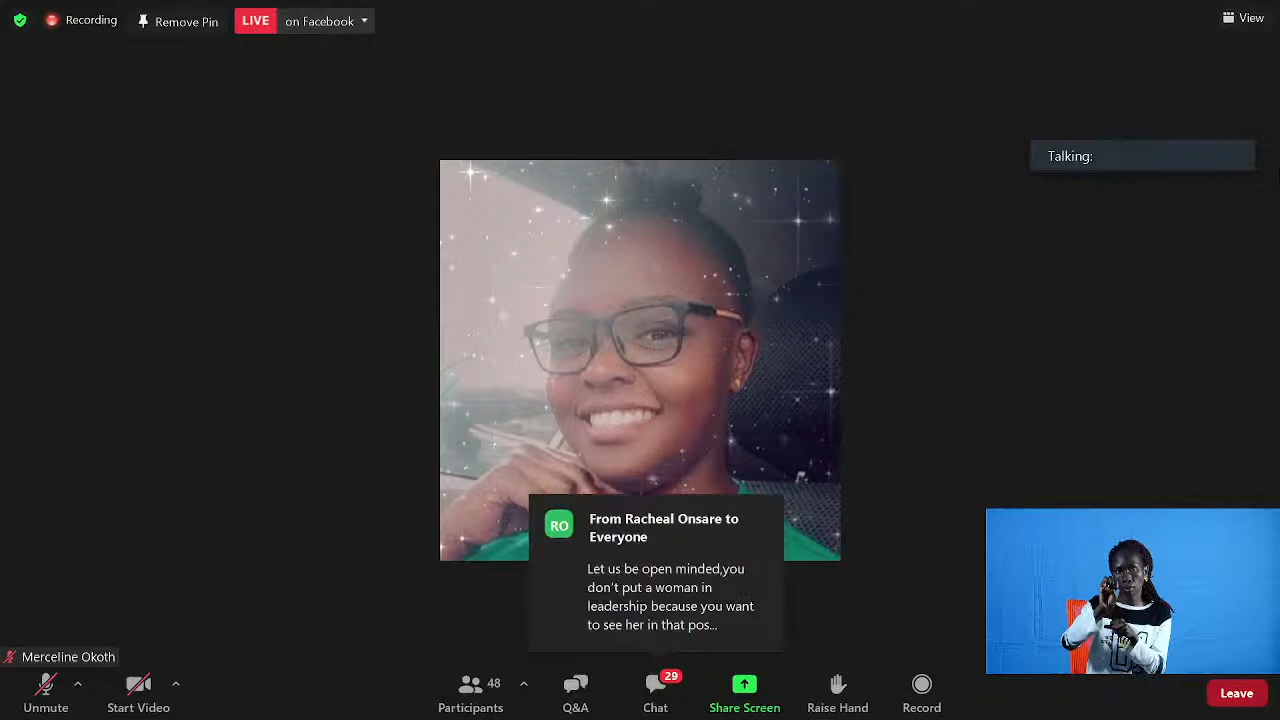 Recording
Remove Pin
LIVE on Facebook
View
Talking:
RO
From Racheal Onsare to
Everyone
Let us be open minded,you
don't put a woman in
leadership because you want
to see her in that pos...
Merceline Okoth
Unmute
Start Video
48
Participants
Q&A
29
Chat
Share Screen
Raise Hand
Record
Leave